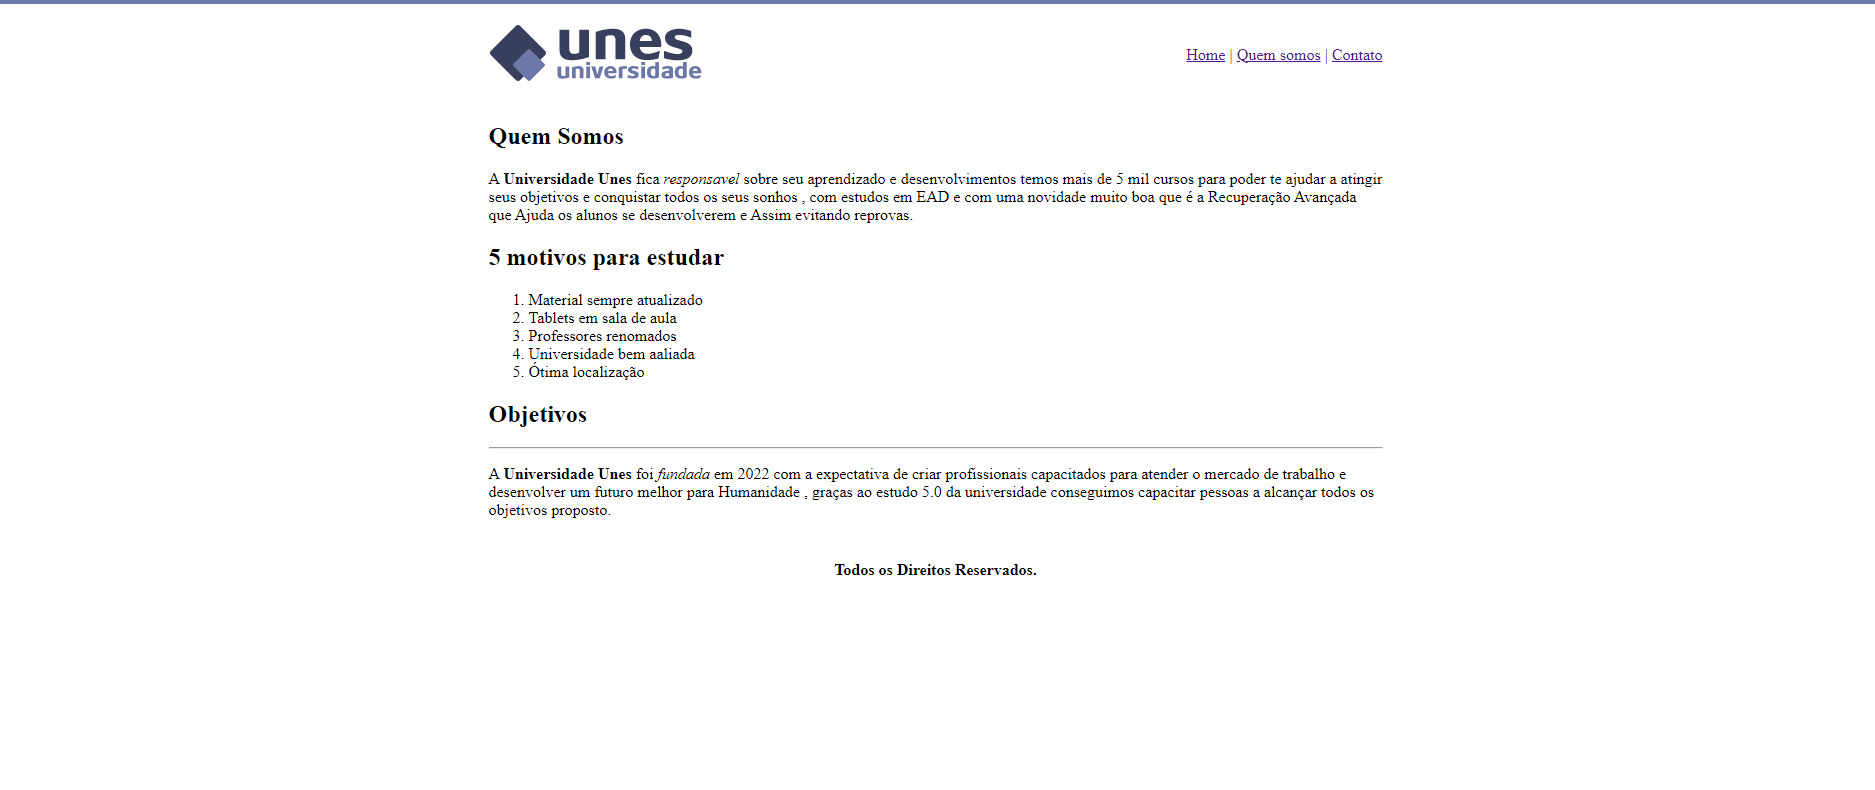 unes
universidade
Home | Quem somos | Contato
Quem Somos
A Universidade Unes fica responsavel sobre seu aprendizado e desenvolvimentos temos mais de 5 mil cursos para poder te ajudar a atingir
seus objetivos e conquistar todos os seus sonhos , com estudos em EAD e com uma novidade muito boa que é a Recuperação Avançada
que Ajuda os alunos se desenvolverem e Assim evitando reprovas.
5 motivos para estudar
1. Material sempre atualizado
2. Tablets em sala de aula
3. Professores renomados
4. Universidade bem aaliada
5. Ótima localização
Objetivos
A Universidade Unes foi fundada em 2022 com a expectativa de criar profissionais capacitados para atender o mercado de trabalho e
desenvolver um futuro melhor para Humanidade , graças ao estudo 5.0 da universidade conseguimos capacitar pessoas a alcançar todos os
objetivos proposto.
Todos os Direitos Reservados.